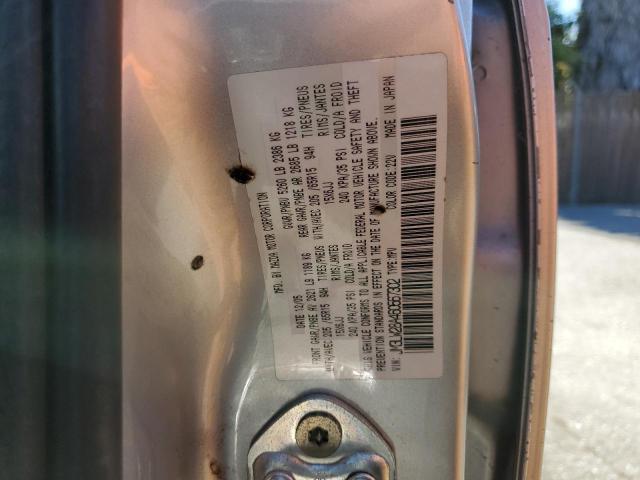 MFD. BY MAZDA MOTOR CORPORATION
DATE: 12/05 GVWR/PNBV 5260 LB 2386 KG
FRONT GAWR/PNBE AV 2621 LB 1189 KG REAR GAWR/PNBE AR 2685 LB 1218 KG
WITH/AVEC 205 /65R15 94H TIRES/PNEUS WITH/AVEC 205 /65R15 94H TIRES/PNEUS
15X6JJ RIMS/JANTES 15X6JJ RIMS/JANTES
240 KPA/35 PSI COLD/A FROID 240 KPA/35 PSI COLD/A FROID
THIS VEHICLE CONFORMS TO ALL APPLICABLE FEDERAL MOTOR VEHICLE SAFETY AND THEFT
STANDARDS IN EFFECT ON THE DATE OF MANUFACTURE SHOWN ABOVE.
VIN: TYPE:MPV COLOR CODE:22V MADE IN JAPAN